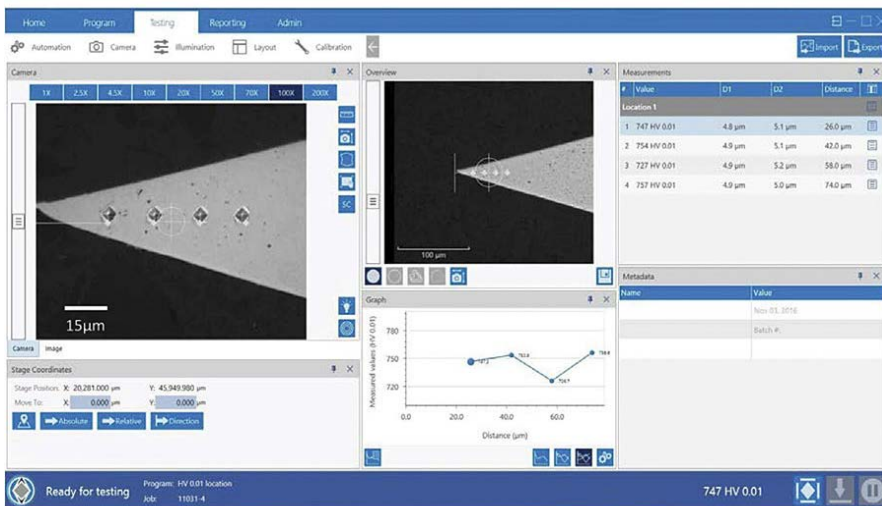 Home Program Testing Reporting Admin
Automation Camera Illumination Layout Calibration Import Export
Camera
1X 2.5X 4.5X 10X 20X 50X 70X 100X 200X
SC
15µm
Camera Image
Stage Coordinates
Stage Position: X: 20,281.000 µm Y: 45,949.980 µm
Move To: X: 0.000 µm Y: 0.000 µm
Absolute Relative Direction
Overview
100 µm
Graph
Measured values (HV 0.01)
780
750
720
0.0 20.0 40.0 60.0
Distance (µm)
Measurements
# Value D1 D2 Distance
Location 1
1 747 HV 0.01 4.8 µm 5.1 µm 26.0 µm
2 754 HV 0.01 4.9 µm 5.1 µm 42.0 µm
3 727 HV 0.01 4.9 µm 5.2 µm 58.0 µm
4 757 HV 0.01 4.9 µm 5.0 µm 74.0 µm
Metadata
Name Value
Nov 03, 2016
Batch #:
Ready for testing
Program: HV 0.01 location
Job: 11031-4
747 HV 0.01